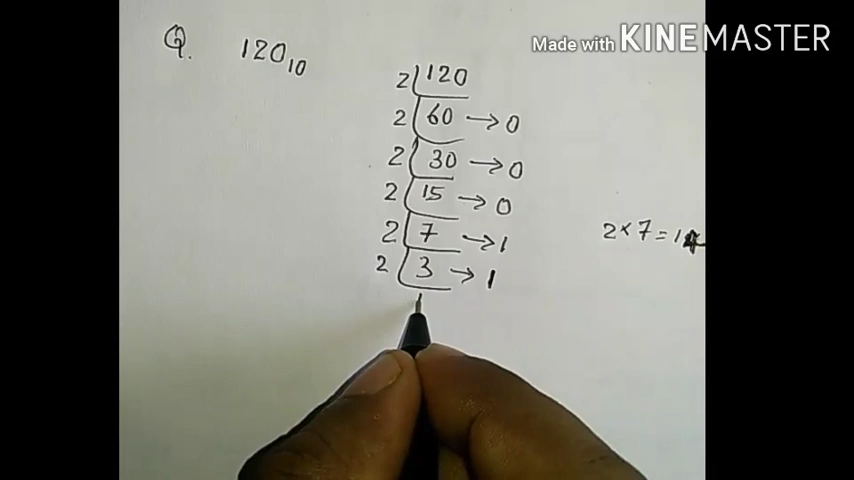 Made with KINEMASTER
Q. 120₁₀
2 120
2 60 → 0
2 30 → 0
2 15 → 0
2 7 → 1
2 3 → 1
2 × 7 = 14